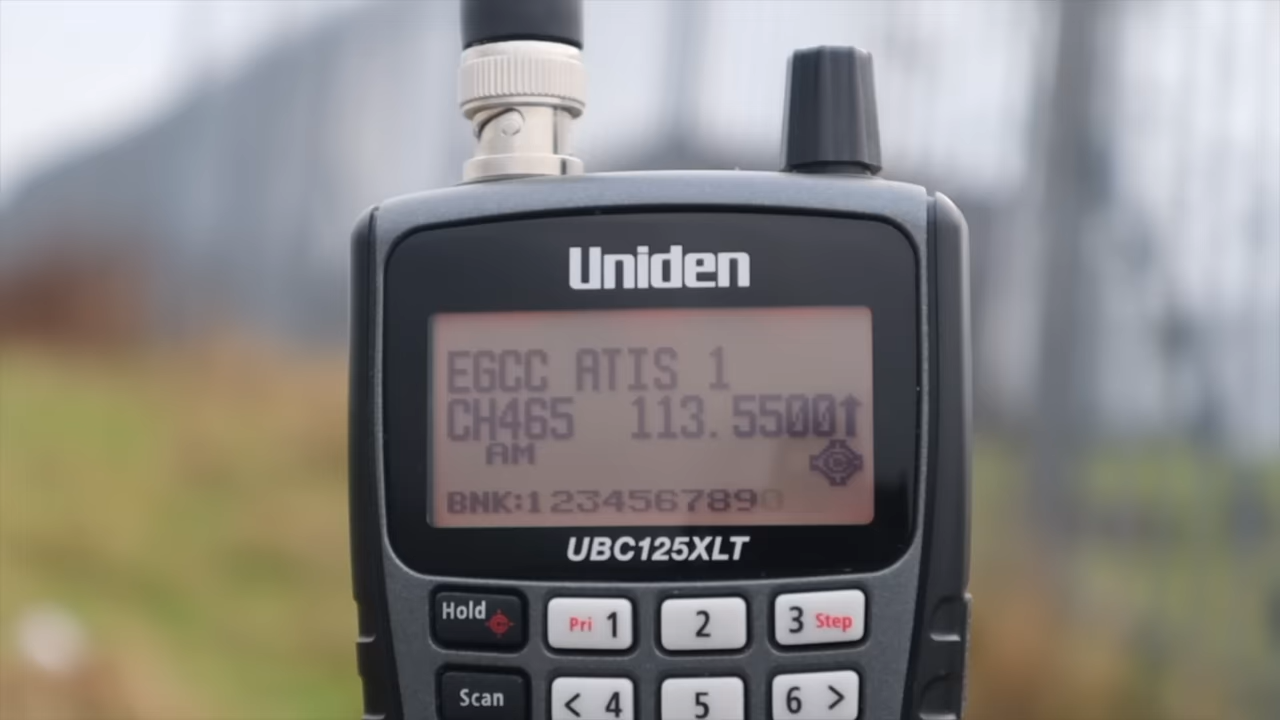 Uniden
EGCC ATIS 1
CH465 113.5500↑
AM
BNK:1234567890
UBC125XLT
Hold Pri 1 2 3 Step
Scan < 4 5 6 >